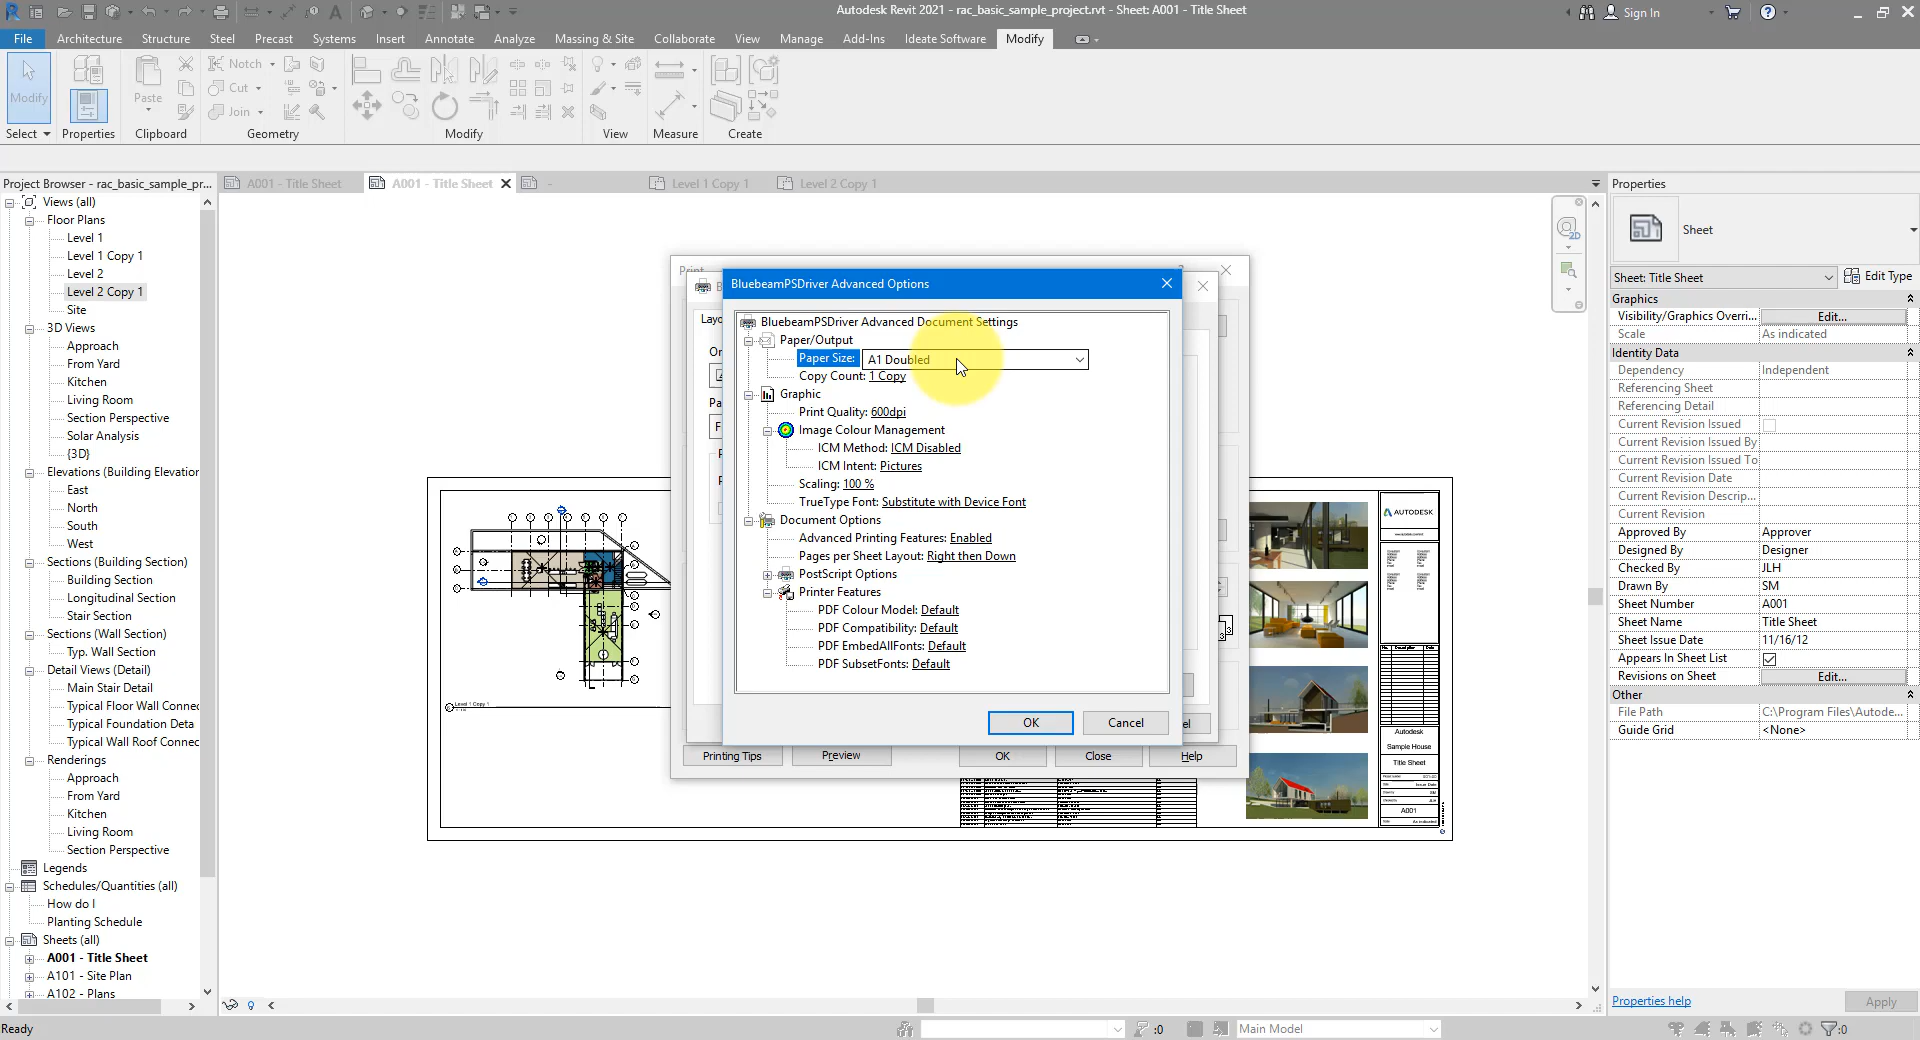 Autodesk Revit 2021 - rac_basic_sample_project.rvt - Sheet: A001 - Title Sheet
Sign In
File
Architecture
Structure
Steel
Precast
Systems
Insert
Annotate
Analyze
Massing & Site
Collaborate
View
Manage
Add-Ins
Ideate Software
Modify
Modify
Paste
Notch
Cut
Join
Select
Properties
Clipboard
Geometry
Modify
View
Measure
Create
Project Browser - rac_basic_sample_pr...
A001 - Title Sheet
A001 - Title Sheet
-
Level 1 Copy 1
Level 2 Copy 1
Views (all)
Floor Plans
Level 1
Level 1 Copy 1
Level 2
Level 2 Copy 1
Site
3D Views
Approach
From Yard
Kitchen
Living Room
Section Perspective
Solar Analysis
{3D}
Elevations (Building Elevation
East
North
South
West
Sections (Building Section)
Building Section
Longitudinal Section
Stair Section
Sections (Wall Section)
Typ. Wall Section
Detail Views (Detail)
Main Stair Detail
Typical Floor Wall Connec
Typical Foundation Deta
Typical Wall Roof Connec
Renderings
Approach
From Yard
Kitchen
Living Room
Section Perspective
Legends
Schedules/Quantities (all)
How do I
Planting Schedule
Sheets (all)
A001 - Title Sheet
A101 - Site Plan
A102 - Plans
Print
BluebeamPSDriver Advanced Options
BluebeamPSDriver Advanced Document Settings
Paper/Output
Paper Size: A1 Doubled
Copy Count: 1 Copy
Graphic
Print Quality: 600dpi
Image Colour Management
ICM Method: ICM Disabled
ICM Intent: Pictures
Scaling: 100 %
TrueType Font: Substitute with Device Font
Document Options
Advanced Printing Features: Enabled
Pages per Sheet Layout: Right then Down
PostScript Options
Printer Features
PDF Colour Model: Default
PDF Compatibility: Default
PDF EmbedAllFonts: Default
PDF SubsetFonts: Default
OK
Cancel
Printing Tips
Preview
OK
Close
Help
Level 1 Copy 1
AUTODESK
Autodesk
Sample House
Title Sheet
A001
2D
Properties
Sheet
Sheet: Title Sheet
Edit Type
Graphics
Visibility/Graphics Overri... Edit...
Scale As indicated
Identity Data
Dependency Independent
Referencing Sheet
Referencing Detail
Current Revision Issued
Current Revision Issued By
Current Revision Issued To
Current Revision Date
Current Revision Descrip...
Current Revision
Approved By Approver
Designed By Designer
Checked By JLH
Drawn By SM
Sheet Number A001
Sheet Name Title Sheet
Sheet Issue Date 11/16/12
Appears In Sheet List
Revisions on Sheet Edit...
Other
File Path C:\Program Files\Autode...
Guide Grid <None>
Properties help
Apply
Ready
:0
Main Model
:0